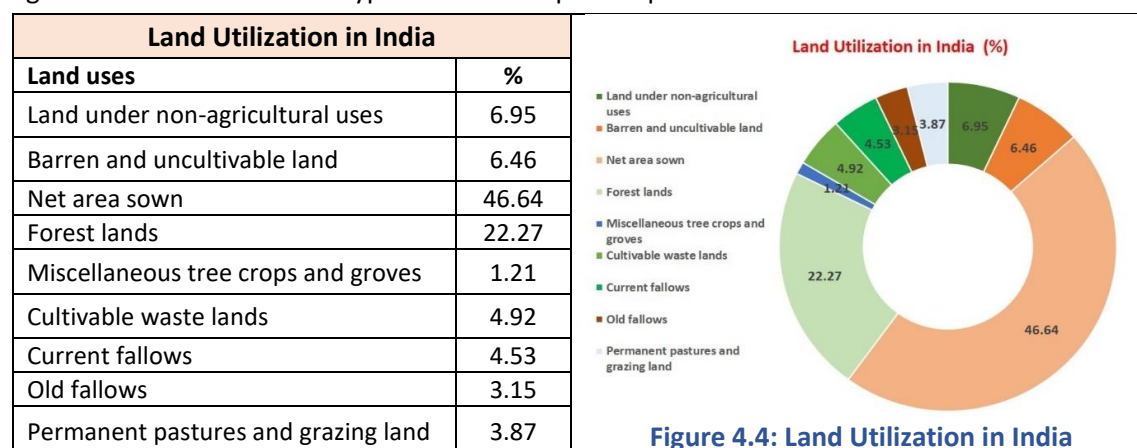 Land Utilization in India
Land uses %
Land under non-agricultural uses 6.95
Barren and uncultivable land 6.46
Net area sown 46.64
Forest lands 22.27
Miscellaneous tree crops and groves 1.21
Cultivable waste lands 4.92
Current fallows 4.53
Old fallows 3.15
Permanent pastures and grazing land 3.87
Land Utilization in India (%)
Land under non-agricultural
uses
Barren and uncultivable land
Net area sown
Forest lands
Miscellaneous tree crops and
groves
Cultivable waste lands
Current fallows
Old fallows
Permanent pastures and
grazing land
6.95
6.46
46.64
22.27
1.21
4.92
4.53
3.15
3.87
Figure 4.4: Land Utilization in India